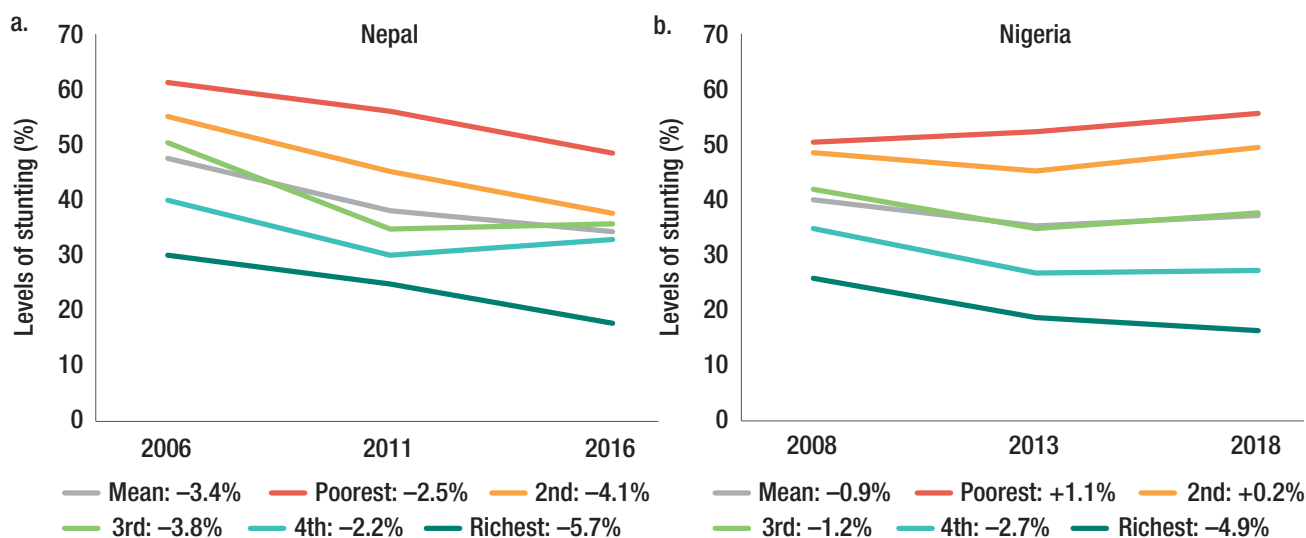 a.
Nepal
Levels of stunting (%)
70
60
50
40
30
20
10
0
2006 2011 2016
Mean: –3.4% Poorest: –2.5% 2nd: –4.1%
3rd: –3.8% 4th: –2.2% Richest: –5.7%
b.
Nigeria
Levels of stunting (%)
70
60
50
40
30
20
10
0
2008 2013 2018
Mean: –0.9% Poorest: +1.1% 2nd: +0.2%
3rd: –1.2% 4th: –2.7% Richest: –4.9%